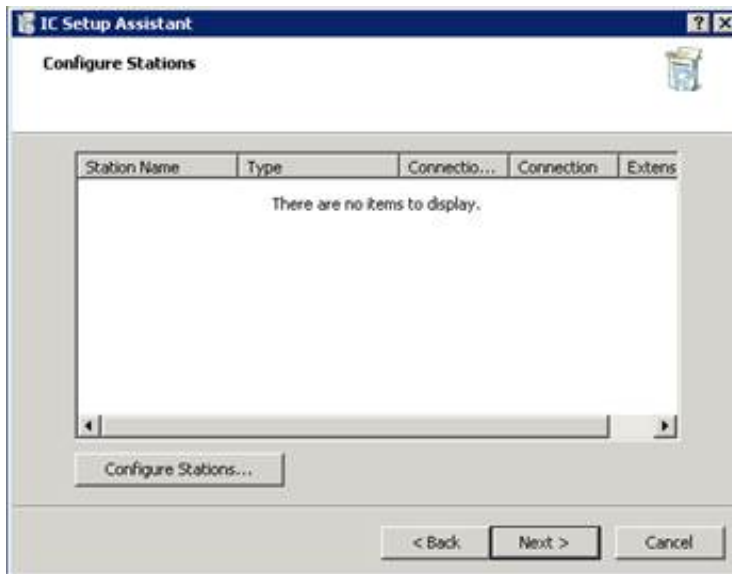 IC Setup Assistant
Configure Stations
Station Name Type Connectio... Connection Extens
There are no items to display.
Configure Stations...
< Back Next > Cancel